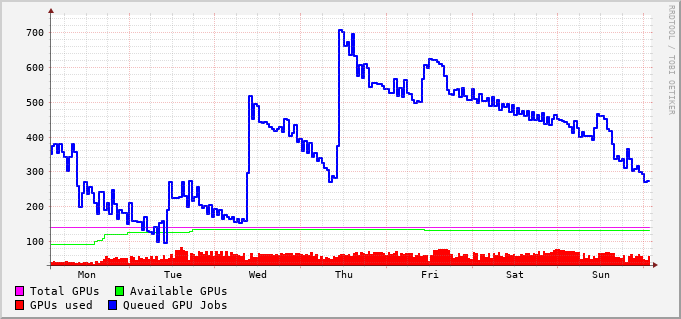 RRDTOOL / TOBI OETIKER
700
600
500
400
300
200
100
Mon Tue Wed Thu Fri Sat Sun
Total GPUs Available GPUs
GPUs used Queued GPU Jobs